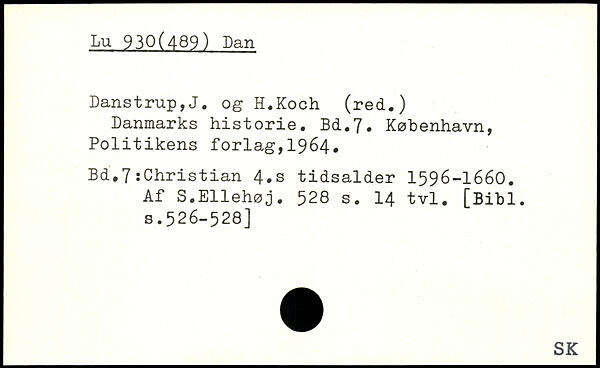 Lu 930(489) Dan
Danstrup,J. og H.Koch (red.)
Danmarks historie. Bd.7. København,
Politikens forlag,1964.
Bd.7:Christian 4.s tidsalder 1596-1660.
Af S.Ellehøj. 528 s. 14 tvl. [Bibl.
s.526-528]
SK